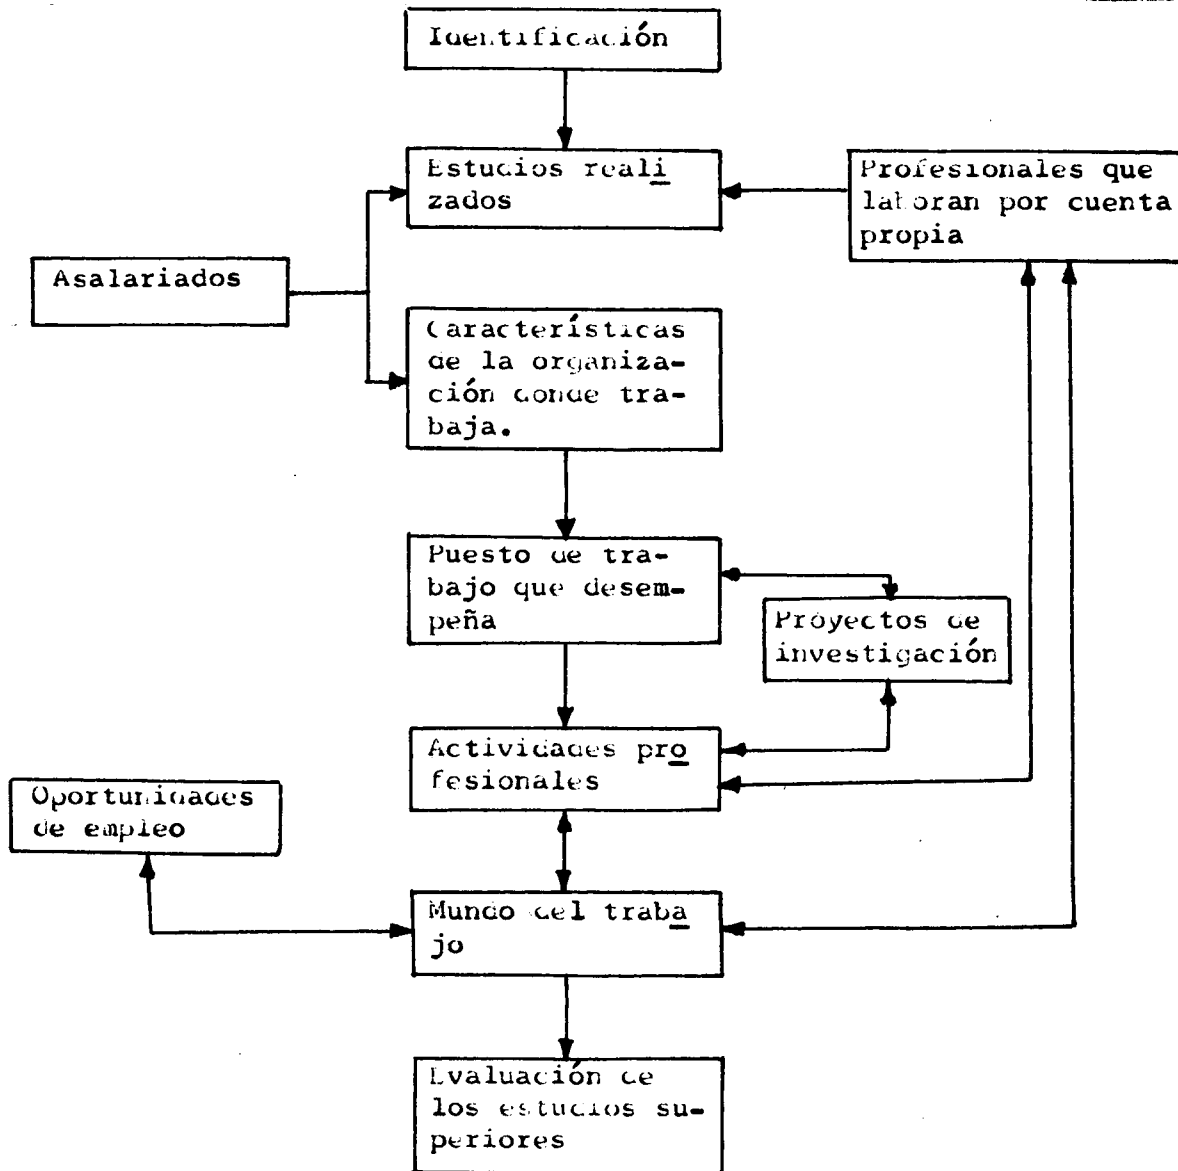 Identificación
Estudios reali
zados
Profesionales que
laboran por cuenta
propia
Asalariados
Características
de la organiza-
ción donde tra-
baja.
Puesto de tra-
bajo que desem-
peña
Proyectos de
investigación
Actividades pro
fesionales
Oportunidades
de empleo
Mundo del traba
jo
Evaluación de
los estudios su-
periores